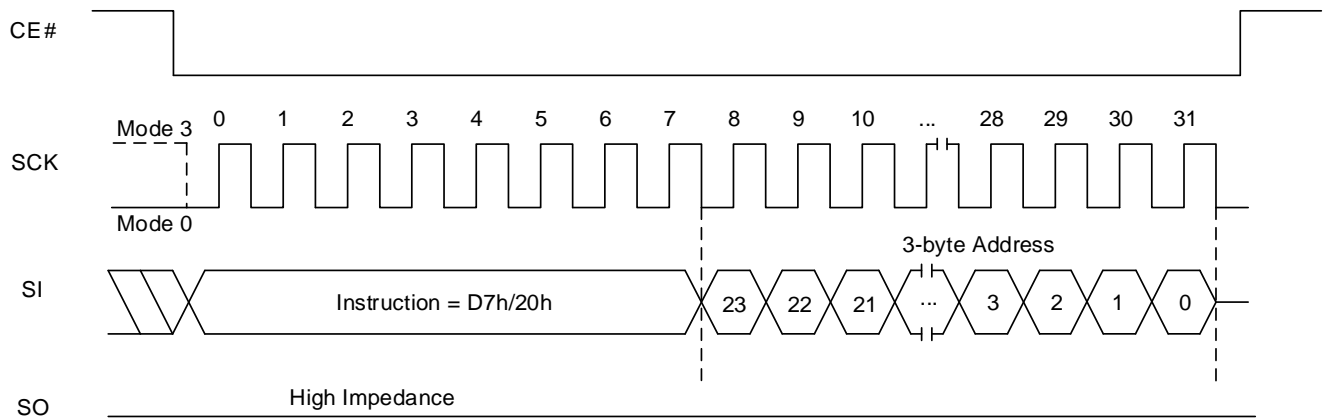 CE#
0 1 2 3 4 5 6 7 8 9 10 ... 28 29 30 31
Mode 3
SCK
Mode 0
3-byte Address
SI
Instruction = D7h/20h 23 22 21 ... 3 2 1 0
High Impedance
SO